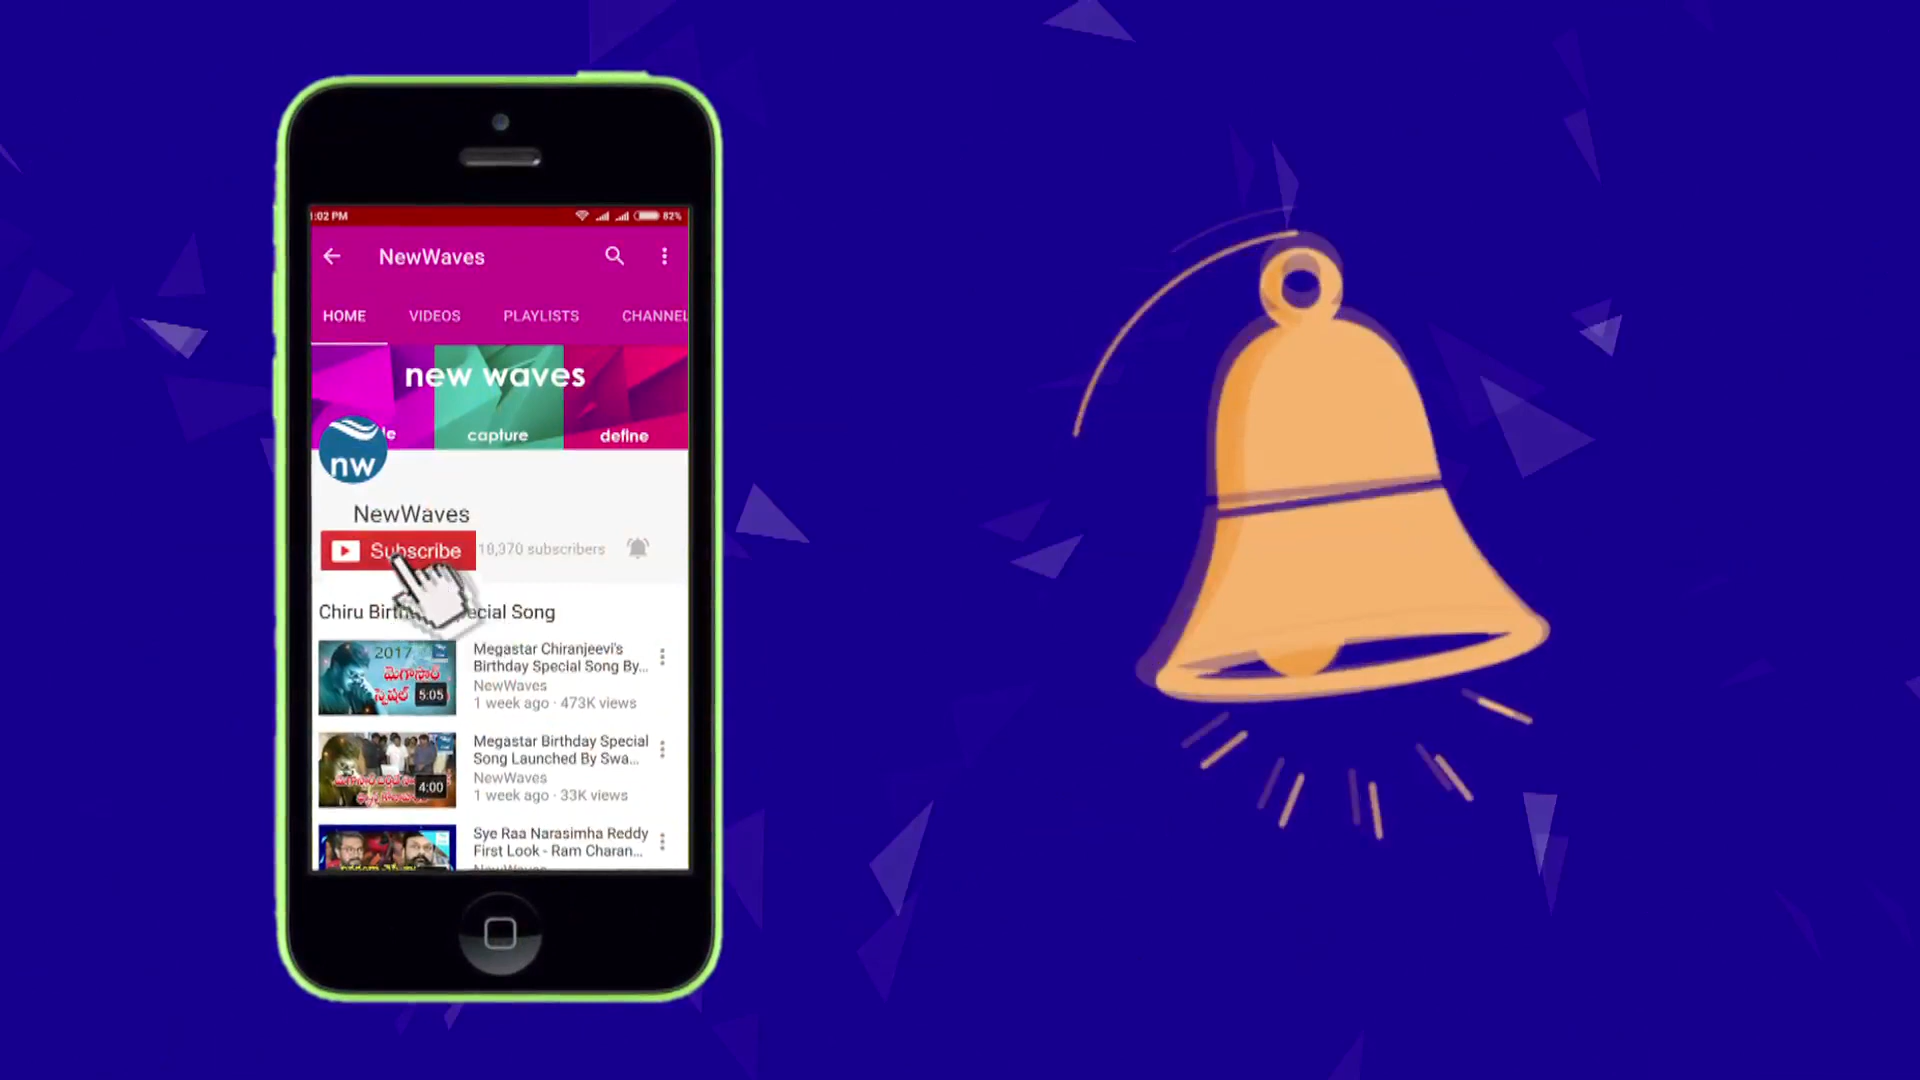 1:02 PM
82%
NewWaves
HOME VIDEOS PLAYLISTS CHANNEL
new waves
capture
define
nw
NewWaves
Subscribe
18,370 subscribers
Chiru Song
2017
మెగాస్టార్
స్పెషల్
5:05
Megastar Chiranjeevi's
Birthday Special Song By...
NewWaves
1 week ago · 473K views
4:00
Megastar Birthday Special
Song Launched By Swa...
NewWaves
1 week ago · 33K views
Sye Raa Narasimha Reddy
First Look - Ram Charan...